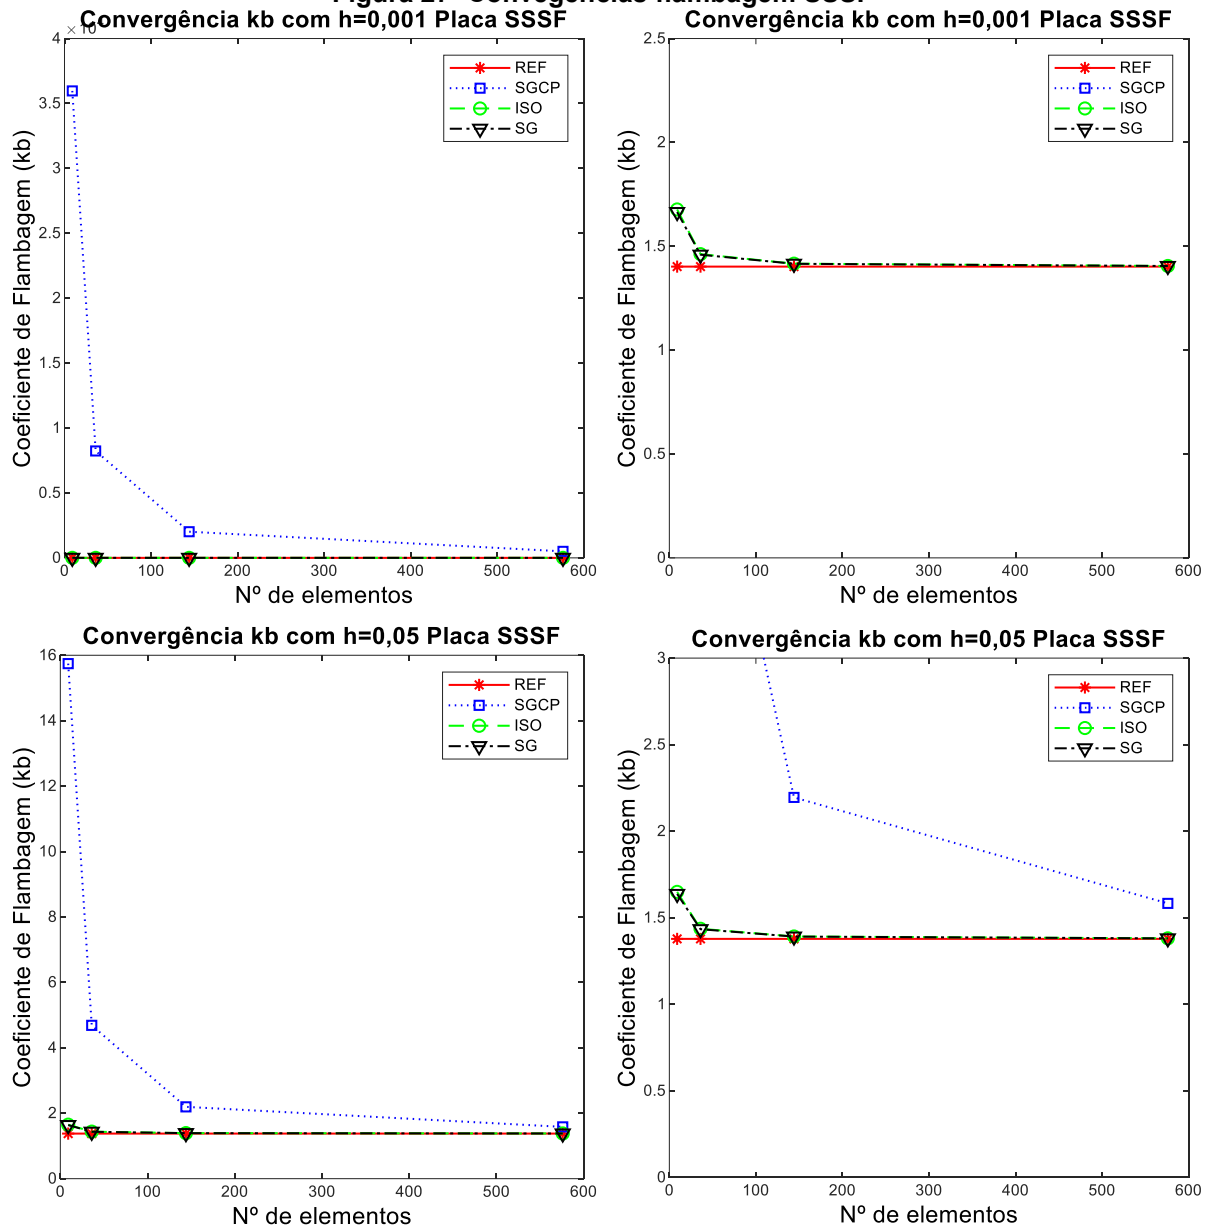 Convergência kb com h=0,001 Placa SSSF
4
3.5
3
2.5
2
1.5
1
0.5
0
0 100 200 300 400 500 600
Coeficiente de Flambagem (kb)
Nº de elementos
REF
SGCP
ISO
SG
Convergência kb com h=0,001 Placa SSSF
2.5
2
1.5
1
0.5
0
0 100 200 300 400 500 600
Coeficiente de Flambagem (kb)
Nº de elementos
REF
SGCP
ISO
SG
Convergência kb com h=0,05 Placa SSSF
16
14
12
10
8
6
4
2
0
0 100 200 300 400 500 600
Coeficiente de Flambagem (kb)
Nº de elementos
REF
SGCP
ISO
SG
Convergência kb com h=0,05 Placa SSSF
3
2.5
2
1.5
1
0.5
0
0 100 200 300 400 500 600
Coeficiente de Flambagem (kb)
Nº de elementos
REF
SGCP
ISO
SG